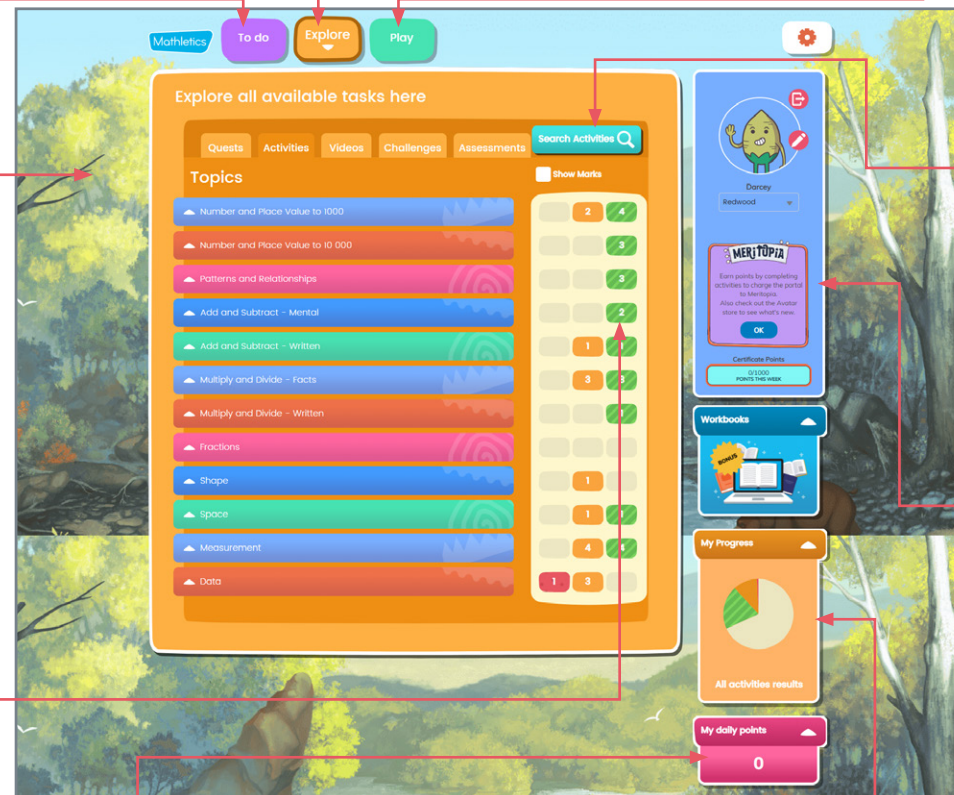 Mathletics
To do
Explore
Play
Explore all available tasks here
Quests
Activities
Videos
Challenges
Assessments
Search Activities
Topics
Show Marks
Number and Place Value to 1000
2
4
Number and Place Value to 10 000
3
Patterns and Relationships
3
Add and Subtract - Mental
2
Add and Subtract - Written
1
Multiply and Divide - Facts
3
Multiply and Divide - Written
Fractions
Shape
1
Space
1
Measurement
4
Data
1
3
Darcey
Redwood
MERITOPIA
Earn points by completing
activities to charge the portal
to Meritopia.
Also check out the Avatar
store to see what's new.
OK
Certificate Points
0/1000
POINTS THIS WEEK
Workbooks
BONUS
My Progress
All activities results
My daily points
0